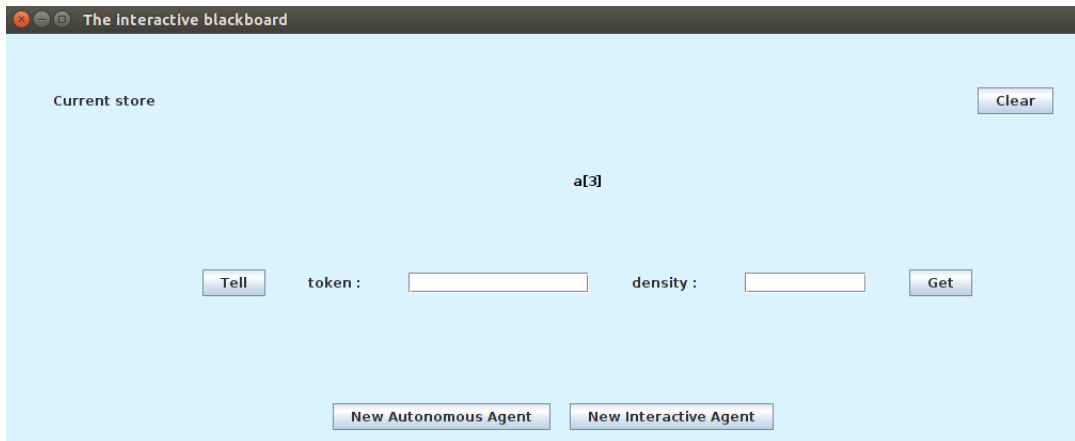 The interactive blackboard
Current store Clear
a[3]
Tell token : density : Get
New Autonomous Agent New Interactive Agent